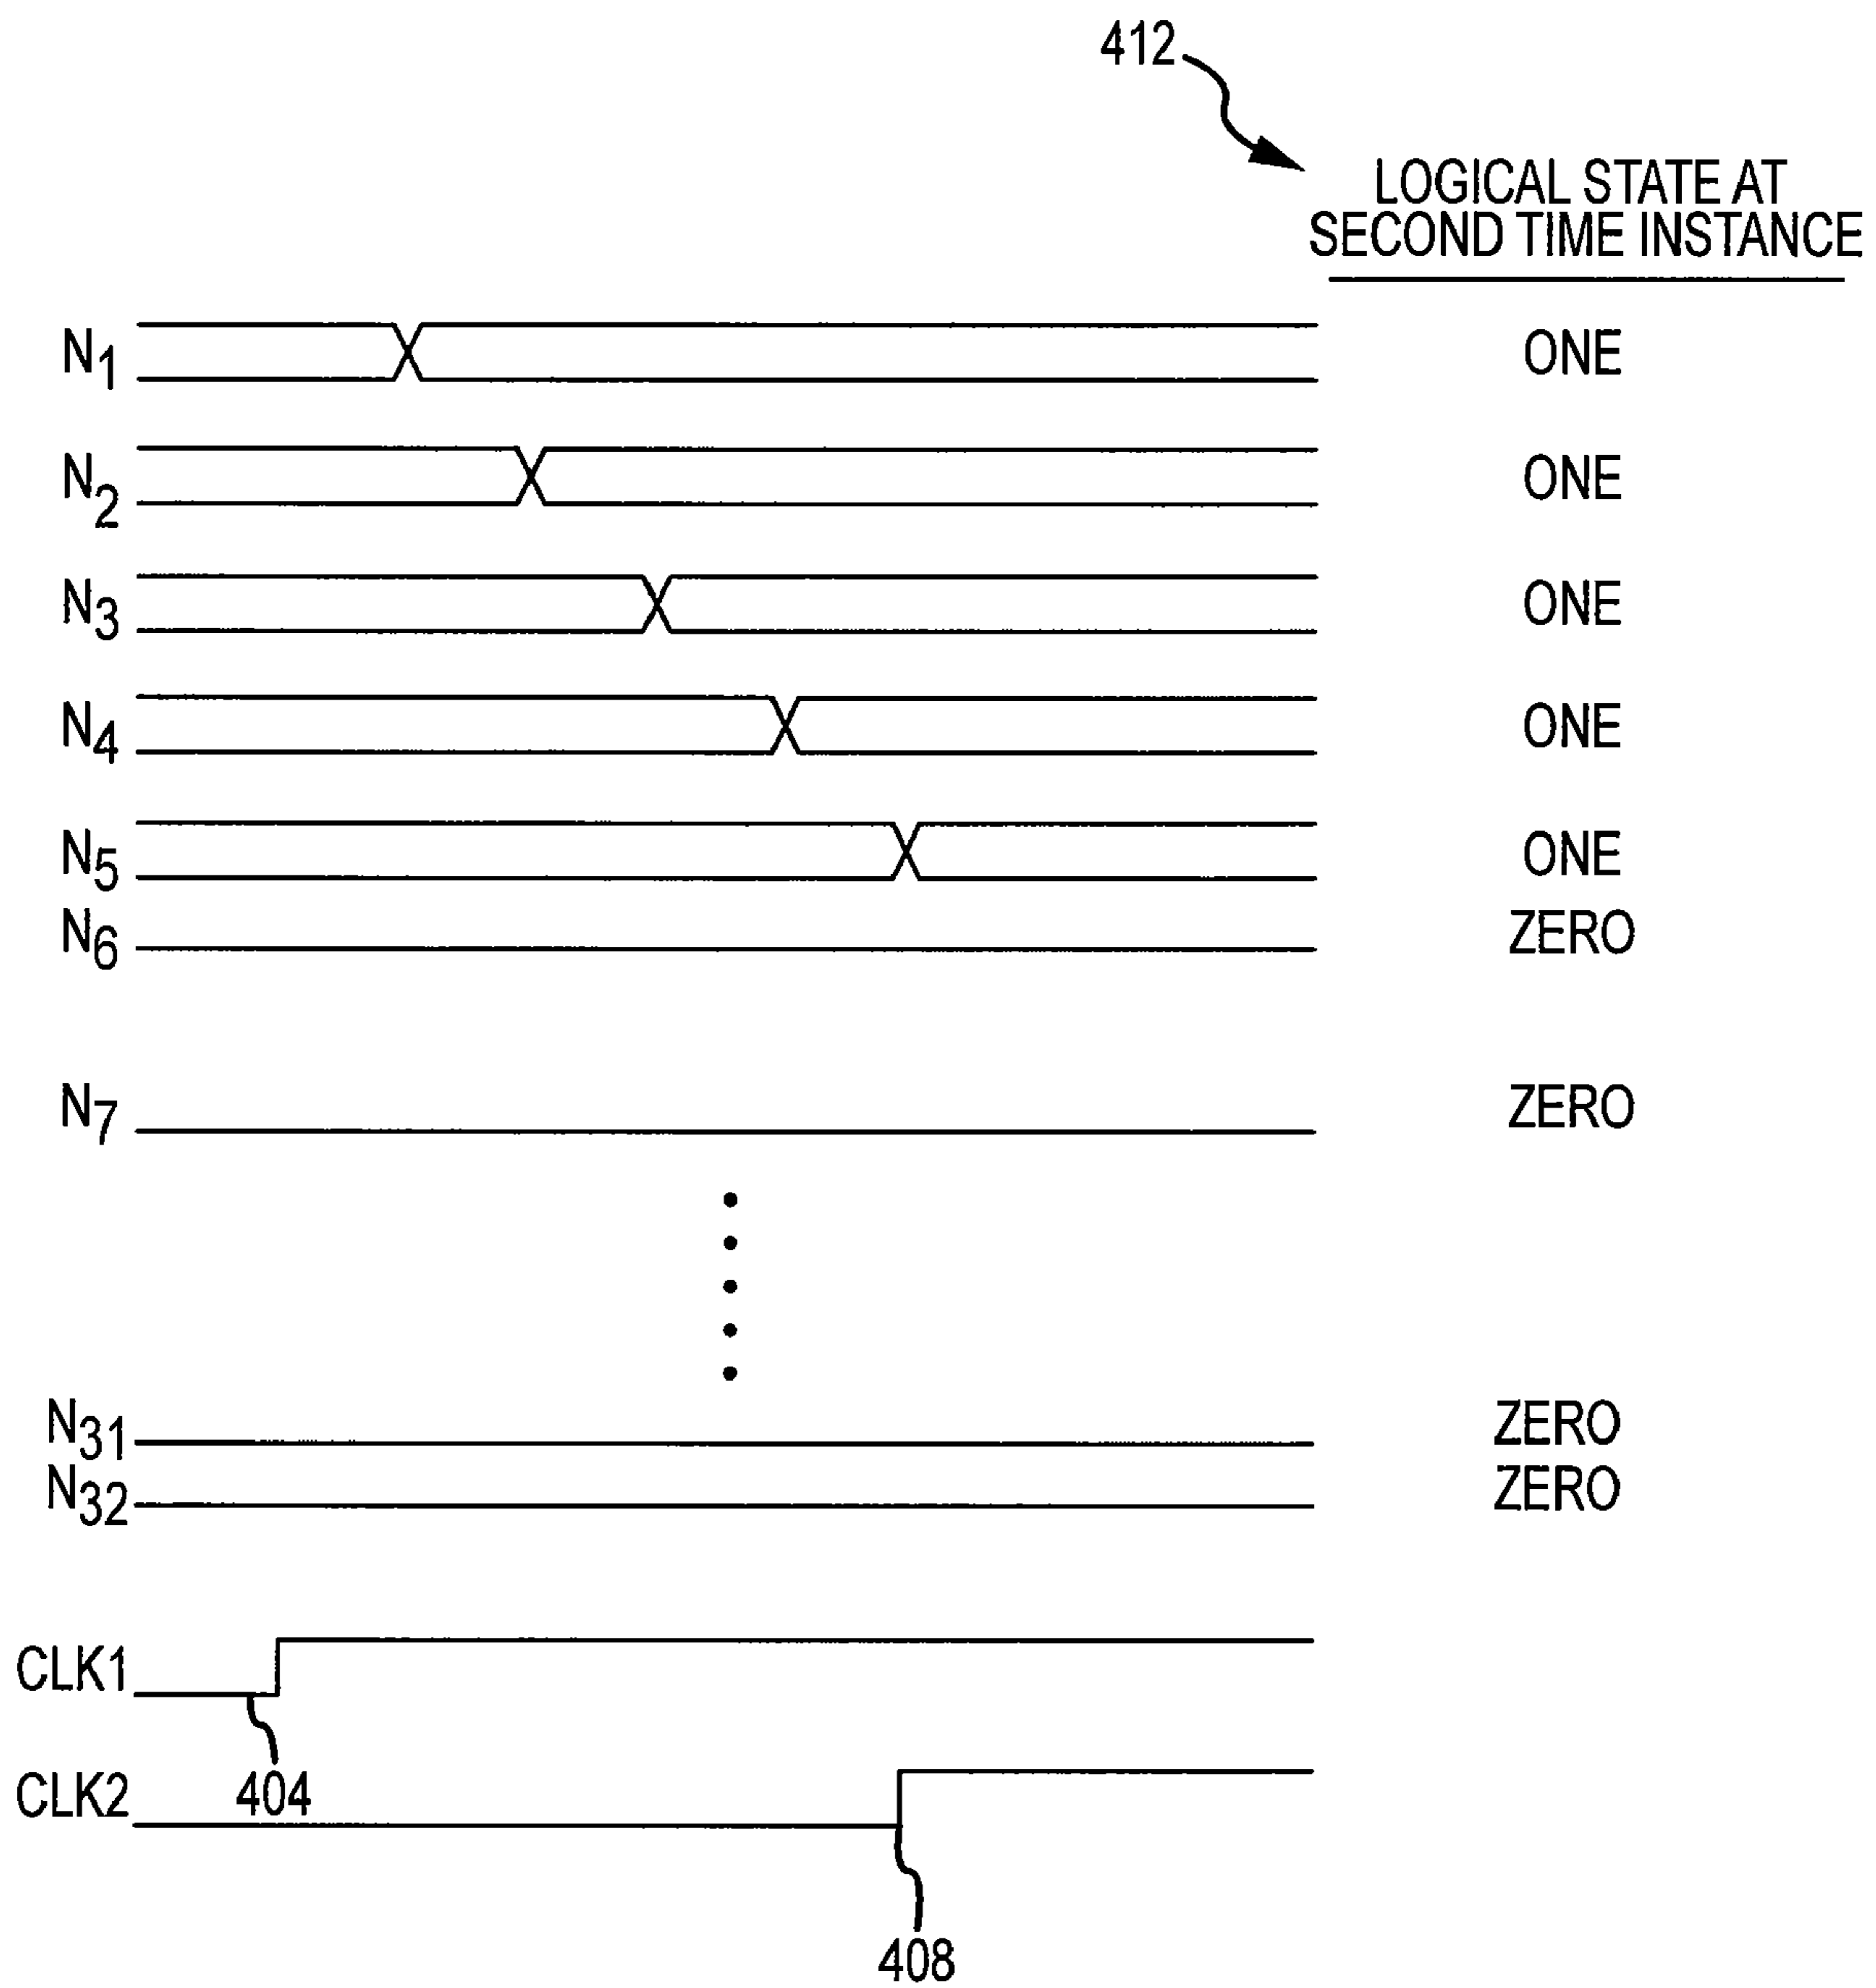 412
LOGICAL STATE AT
SECOND TIME INSTANCE
N1 ONE
N2 ONE
N3 ONE
N4 ONE
N5 ONE
N6 ZERO
N7 ZERO
N31 ZERO
N32 ZERO
CLK1
404
CLK2
408